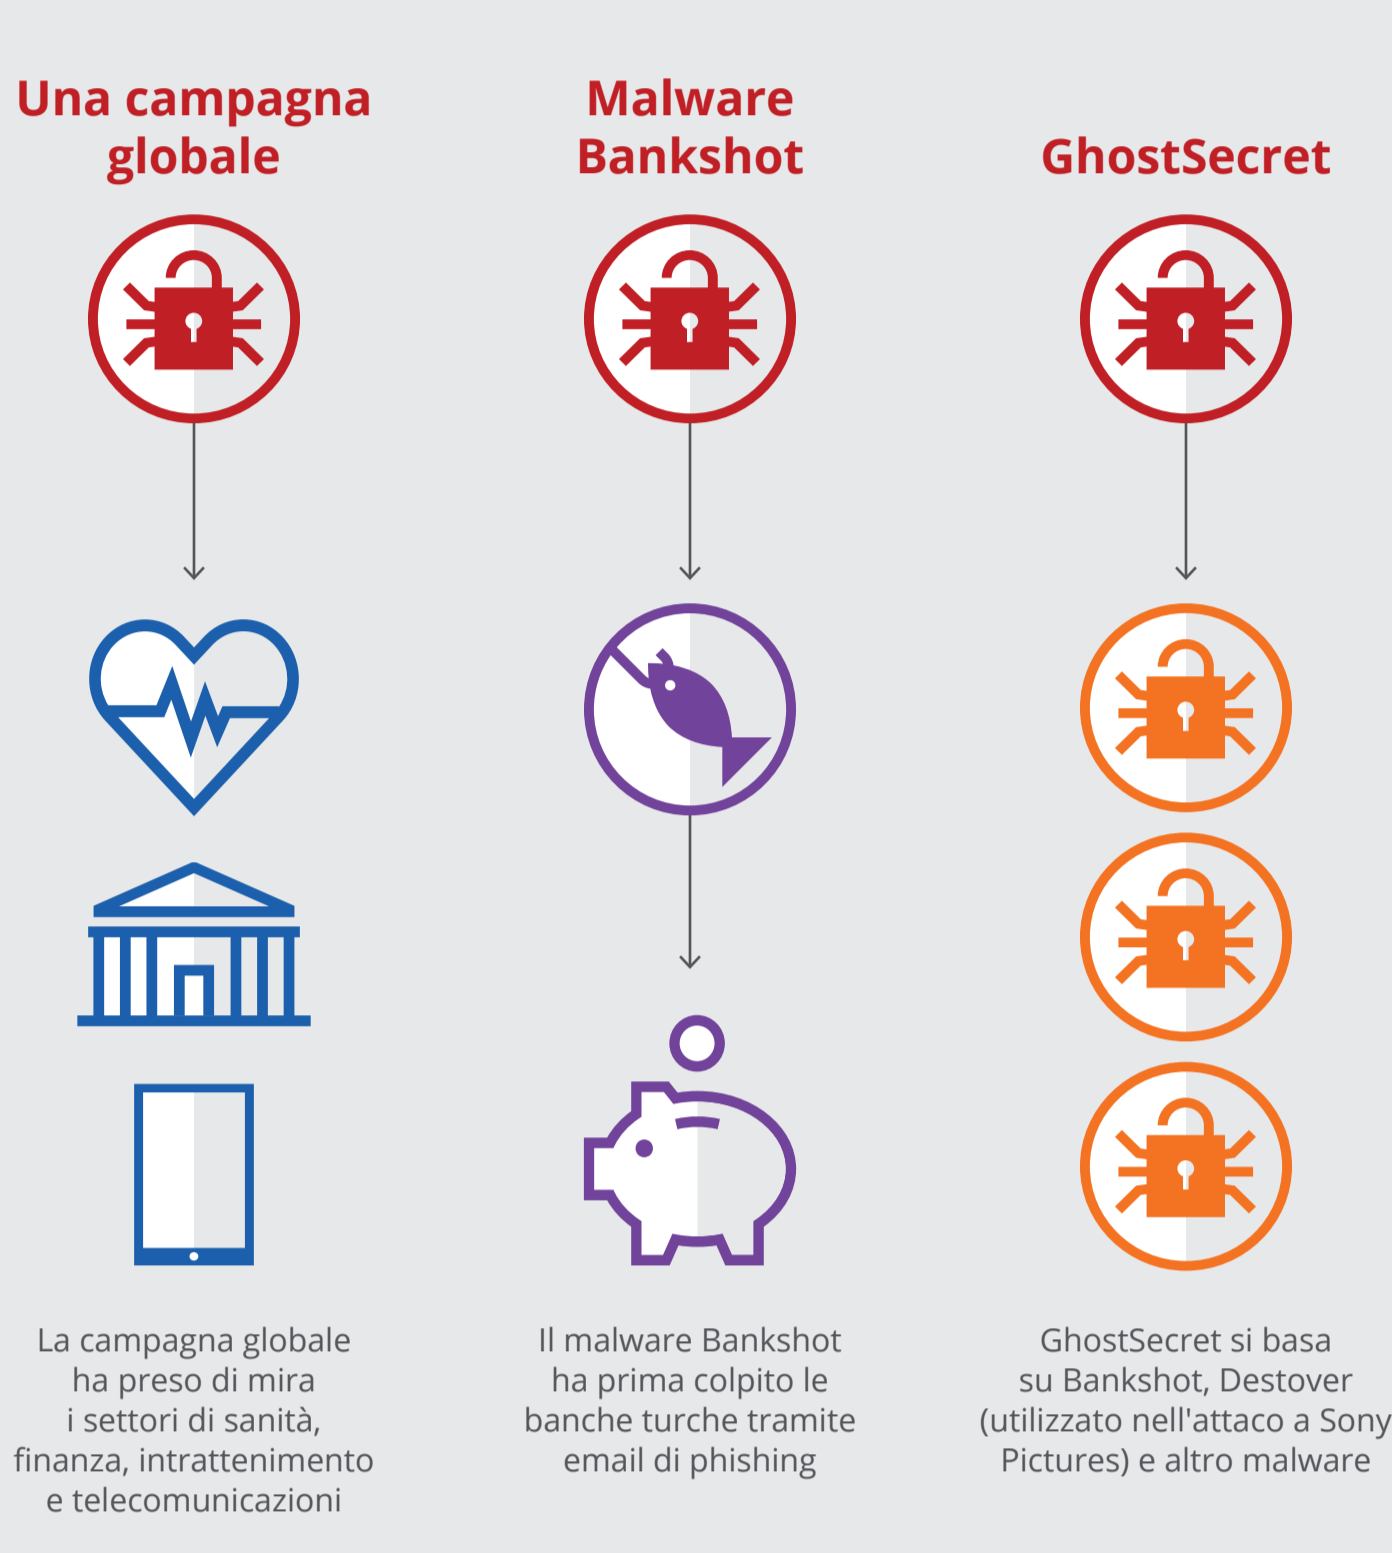 Una campagna
globale
Malware
Bankshot
GhostSecret
La campagna globale
ha preso di mira
i settori di sanità,
finanza, intrattenimento
e telecomunicazioni
Il malware Bankshot
ha prima colpito le
banche turche tramite
email di phishing
GhostSecret si basa
su Bankshot, Destover
(utilizzato nell'attaco a Sony
Pictures) e altro malware